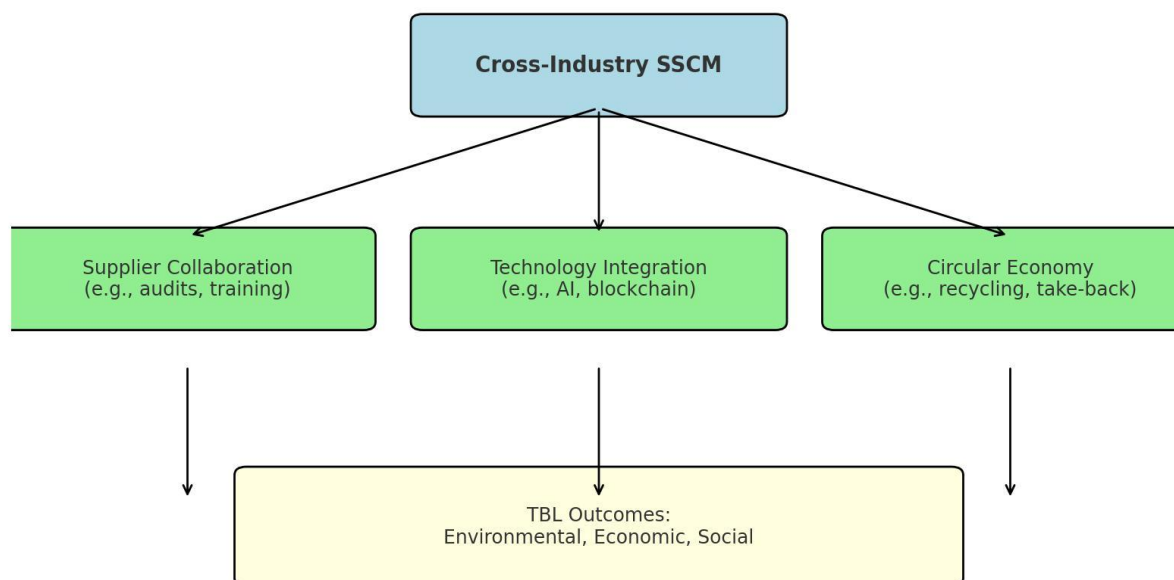 Cross-Industry SSCM
Supplier Collaboration
(e.g., audits, training)
Technology Integration
(e.g., AI, blockchain)
Circular Economy
(e.g., recycling, take-back)
TBL Outcomes:
Environmental, Economic, Social